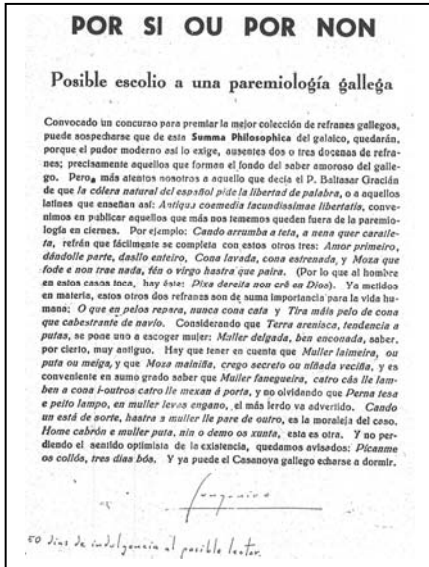 POR SI OU POR NON
Posible escolio a una paremiología gallega
Convocado un concurso para premiar la mejor colección de refranes gallegos,
puede sospecharse que de esta Summa Philosophica del galaico, quedarán,
porque el pudor moderno así lo exige, ausentes dos o tres docenas de refra-
nes; precisamente aquellos que forman el fondo del saber amoroso del galle-
go. Pero, más atentos nosotros a aquello que decía el P. Baltasar Gracián
de que la cólera natural del español pide la libertad de palabra, o a aquellos
latines que enseñan así: Antiqua coemedia facundissimae libertatis, conve-
nimos en publicar aquellos que más nos tememos queden fuera de la paremio-
logía en ciernes. Por ejemplo: Cando arrumba a teta, a nena quer caralle-
ta, refrán que fácilmente se completa con estos otros tres: Amor primeiro,
dándolle parte, dasllo enteiro, Cona lavada, cona estrenada, y Moza que
fode e non trae nada, fén o virgo hastra que paira. (Por lo que al hombre
en estos casos toca, hay éste: Pixa dereita non crê en Dios). Ya metidos
en materia, estos otros dos refranes son de suma importancia para la vida hu-
mana: O que en pelos repara, nunca cona cata y Tira máis pelo de cona
que cabestrante de navío. Considerando que Terra arenisca, tendencia a
putas, se pone uno a escoger mujer: Muller delgada, ben enconada, saber,
por cierto, muy antiguo. Hay que tener en cuenta que Muller laimeira, ou
puta ou meiga, y que Moza mainiña, crego secreto ou niñada veciña, y es
conveniente en sumo grado saber que Muller fanegueira, catro cás lle lam-
ben a cona i-outros catro lle mexan á porta, y no olvidando que Perna tesa
e peito lampo, en muller levas engano, el más lerdo va advertido. Cando
un está de sorte, hastra a muller lle pare de outro, es la moraleja del caso.
Home cabrón e muller puta, nin o demo os xunta, esta es otra. Y no per-
diendo el sentido optimista de la existencia, quedamos avisados: Pícanme
os collós, tres días bós. Y ya puede el Casanova gallego echarse a dormir.
50 días de indulgencia al posible lector.